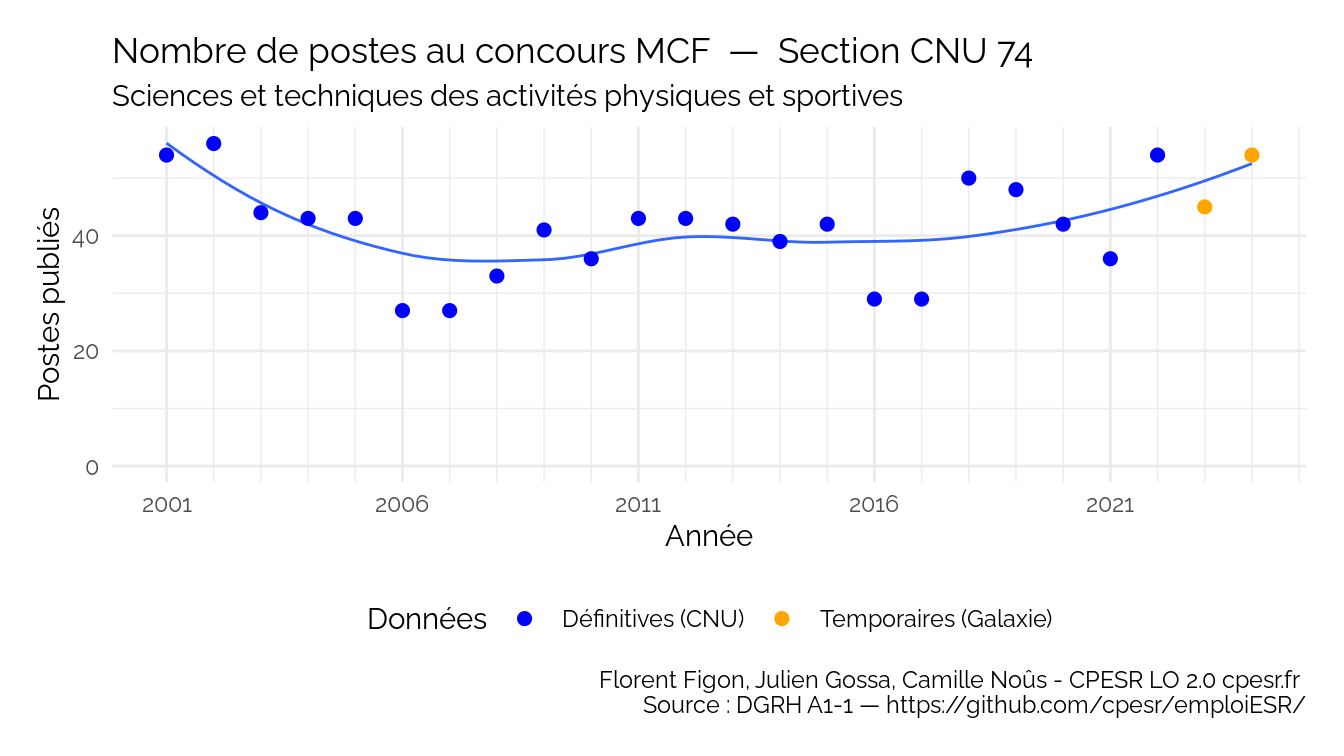 Nombre de postes au concours MCF — Section CNU 74
Sciences et techniques des activités physiques et sportives
Postes publiés
40
20
0
2001 2006 2011 2016 2021
Année
Données Définitives (CNU) Temporaires (Galaxie)
Florent Figon, Julien Gossa, Camille Noûs - CPESR LO 2.0 cpesr.fr
Source : DGRH A1-1 — https://github.com/cpesr/emploiESR/